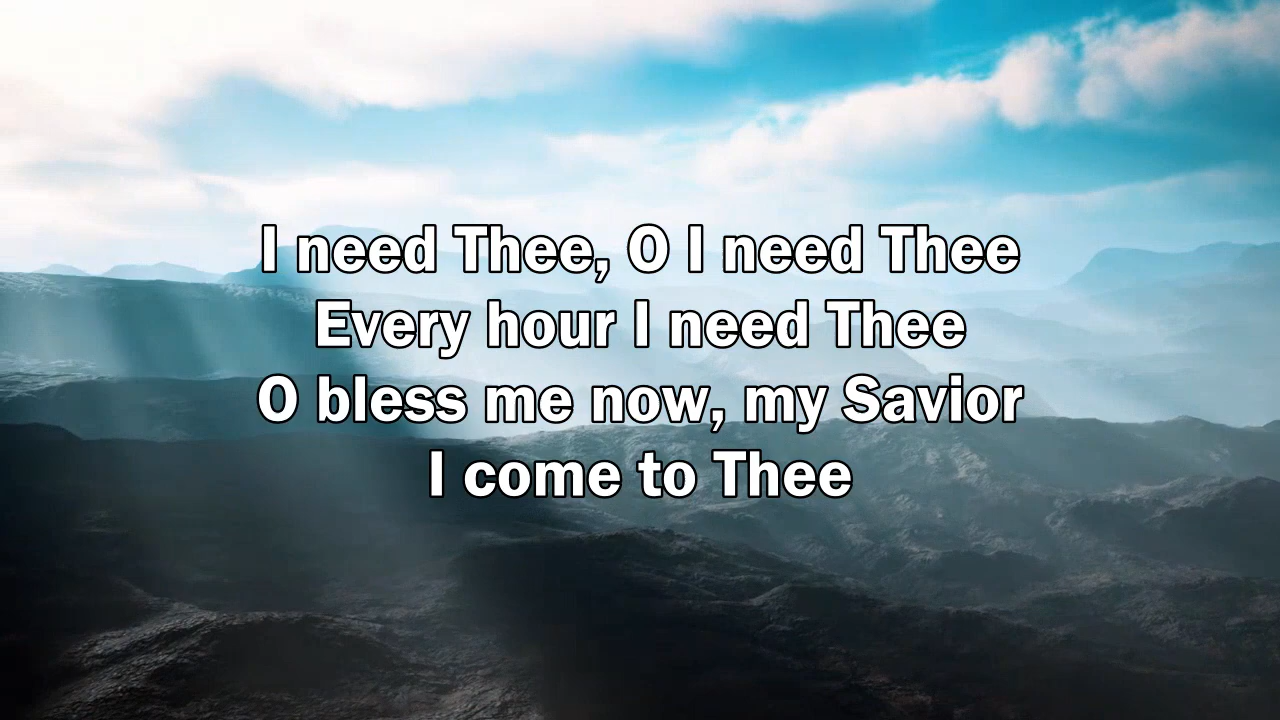 I need Thee, O I need Thee
Every hour I need Thee
O bless me now, my Savior
I come to Thee